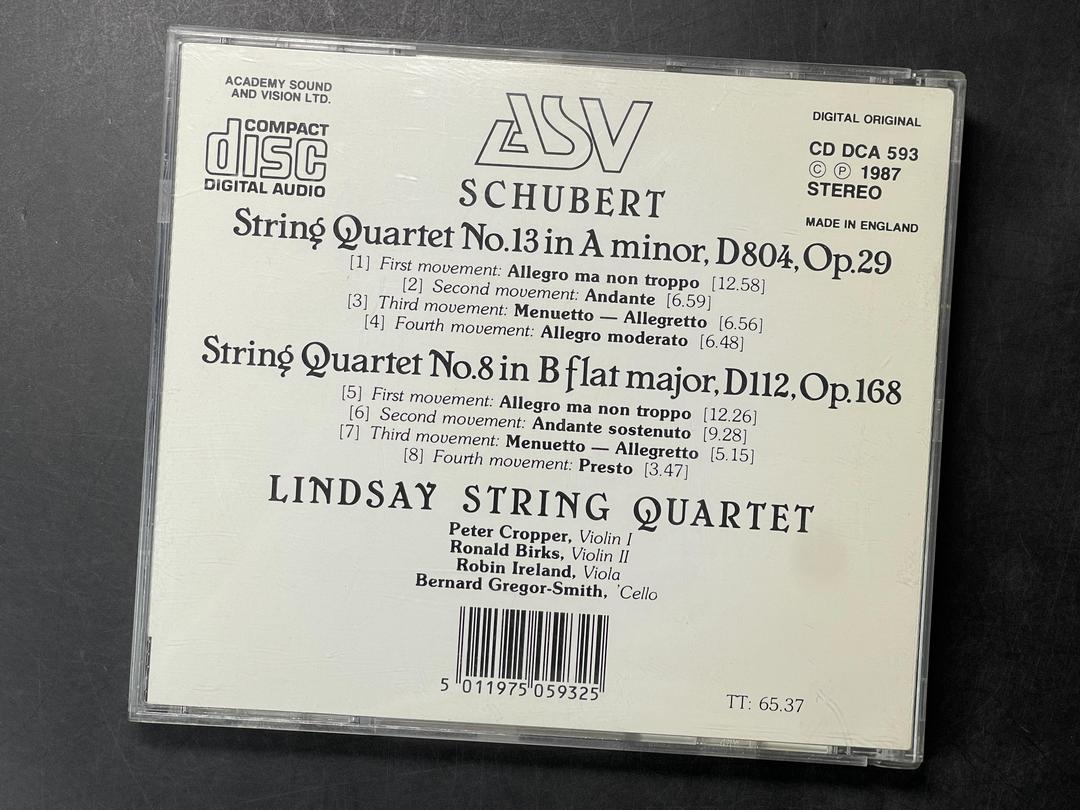 ACADEMY SOUND
AND VISION LTD.
COMPACT
disc
DIGITAL AUDIO
ASV
DIGITAL ORIGINAL
CD DCA 593
© ℗ 1987
STEREO
MADE IN ENGLAND
SCHUBERT
String Quartet No.13 in A minor, D804, Op.29
[1] First movement: Allegro ma non troppo [12.58]
[2] Second movement: Andante [6.59]
[3] Third movement: Menuetto — Allegretto [6.56]
[4] Fourth movement: Allegro moderato [6.48]
String Quartet No.8 in B flat major, D112, Op.168
[5] First movement: Allegro ma non troppo [12.26]
[6] Second movement: Andante sostenuto [9.28]
[7] Third movement: Menuetto — Allegretto [5.15]
[8] Fourth movement: Presto [3.47]
LINDSAY STRING QUARTET
Peter Cropper, Violin I
Ronald Birks, Violin II
Robin Ireland, Viola
Bernard Gregor-Smith, 'Cello
5 011975 059325
TT: 65.37